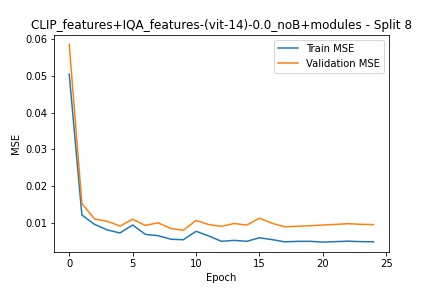 CLIP_features+IQA_features-(vit-14)-0.0_noB+modules - Split 8
0.06
0.05
0.04
0.03
0.02
0.01
MSE
Train MSE
Validation MSE
0
5
10
15
20
25
Epoch